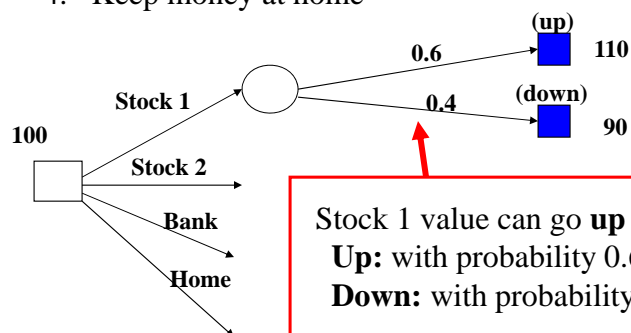 4. Keep money at home
(up)
0.6
110
Stock 1
0.4
(down)
100
90
Stock 2
Bank
Home
Stock 1 value can go up
Up: with probability 0.
Down: with probability